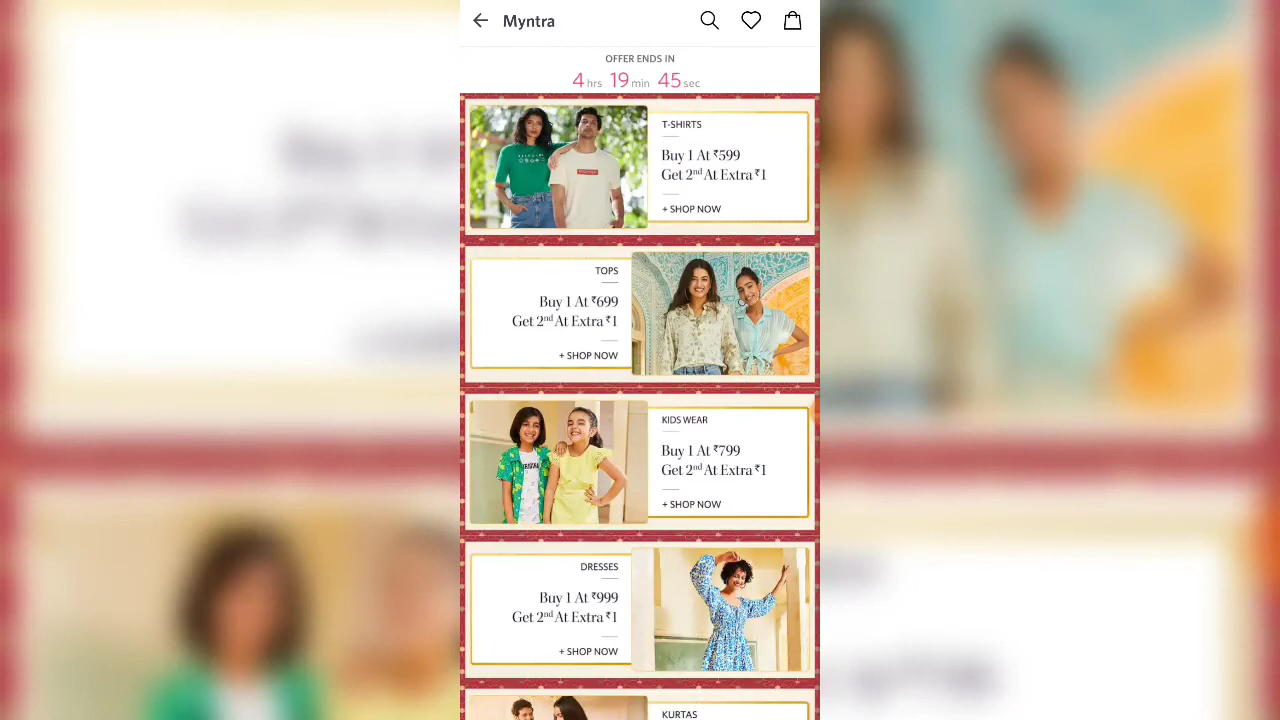 Myntra
OFFER ENDS IN
4 hrs 19 min 45 sec
T-SHIRTS
Buy 1 At ₹599
Get 2nd At Extra ₹1
+ SHOP NOW
TOPS
Buy 1 At ₹699
Get 2nd At Extra ₹1
+ SHOP NOW
KIDS WEAR
Buy 1 At ₹799
Get 2nd At Extra ₹1
+ SHOP NOW
DRESSES
Buy 1 At ₹999
Get 2nd At Extra ₹1
+ SHOP NOW
KURTAS